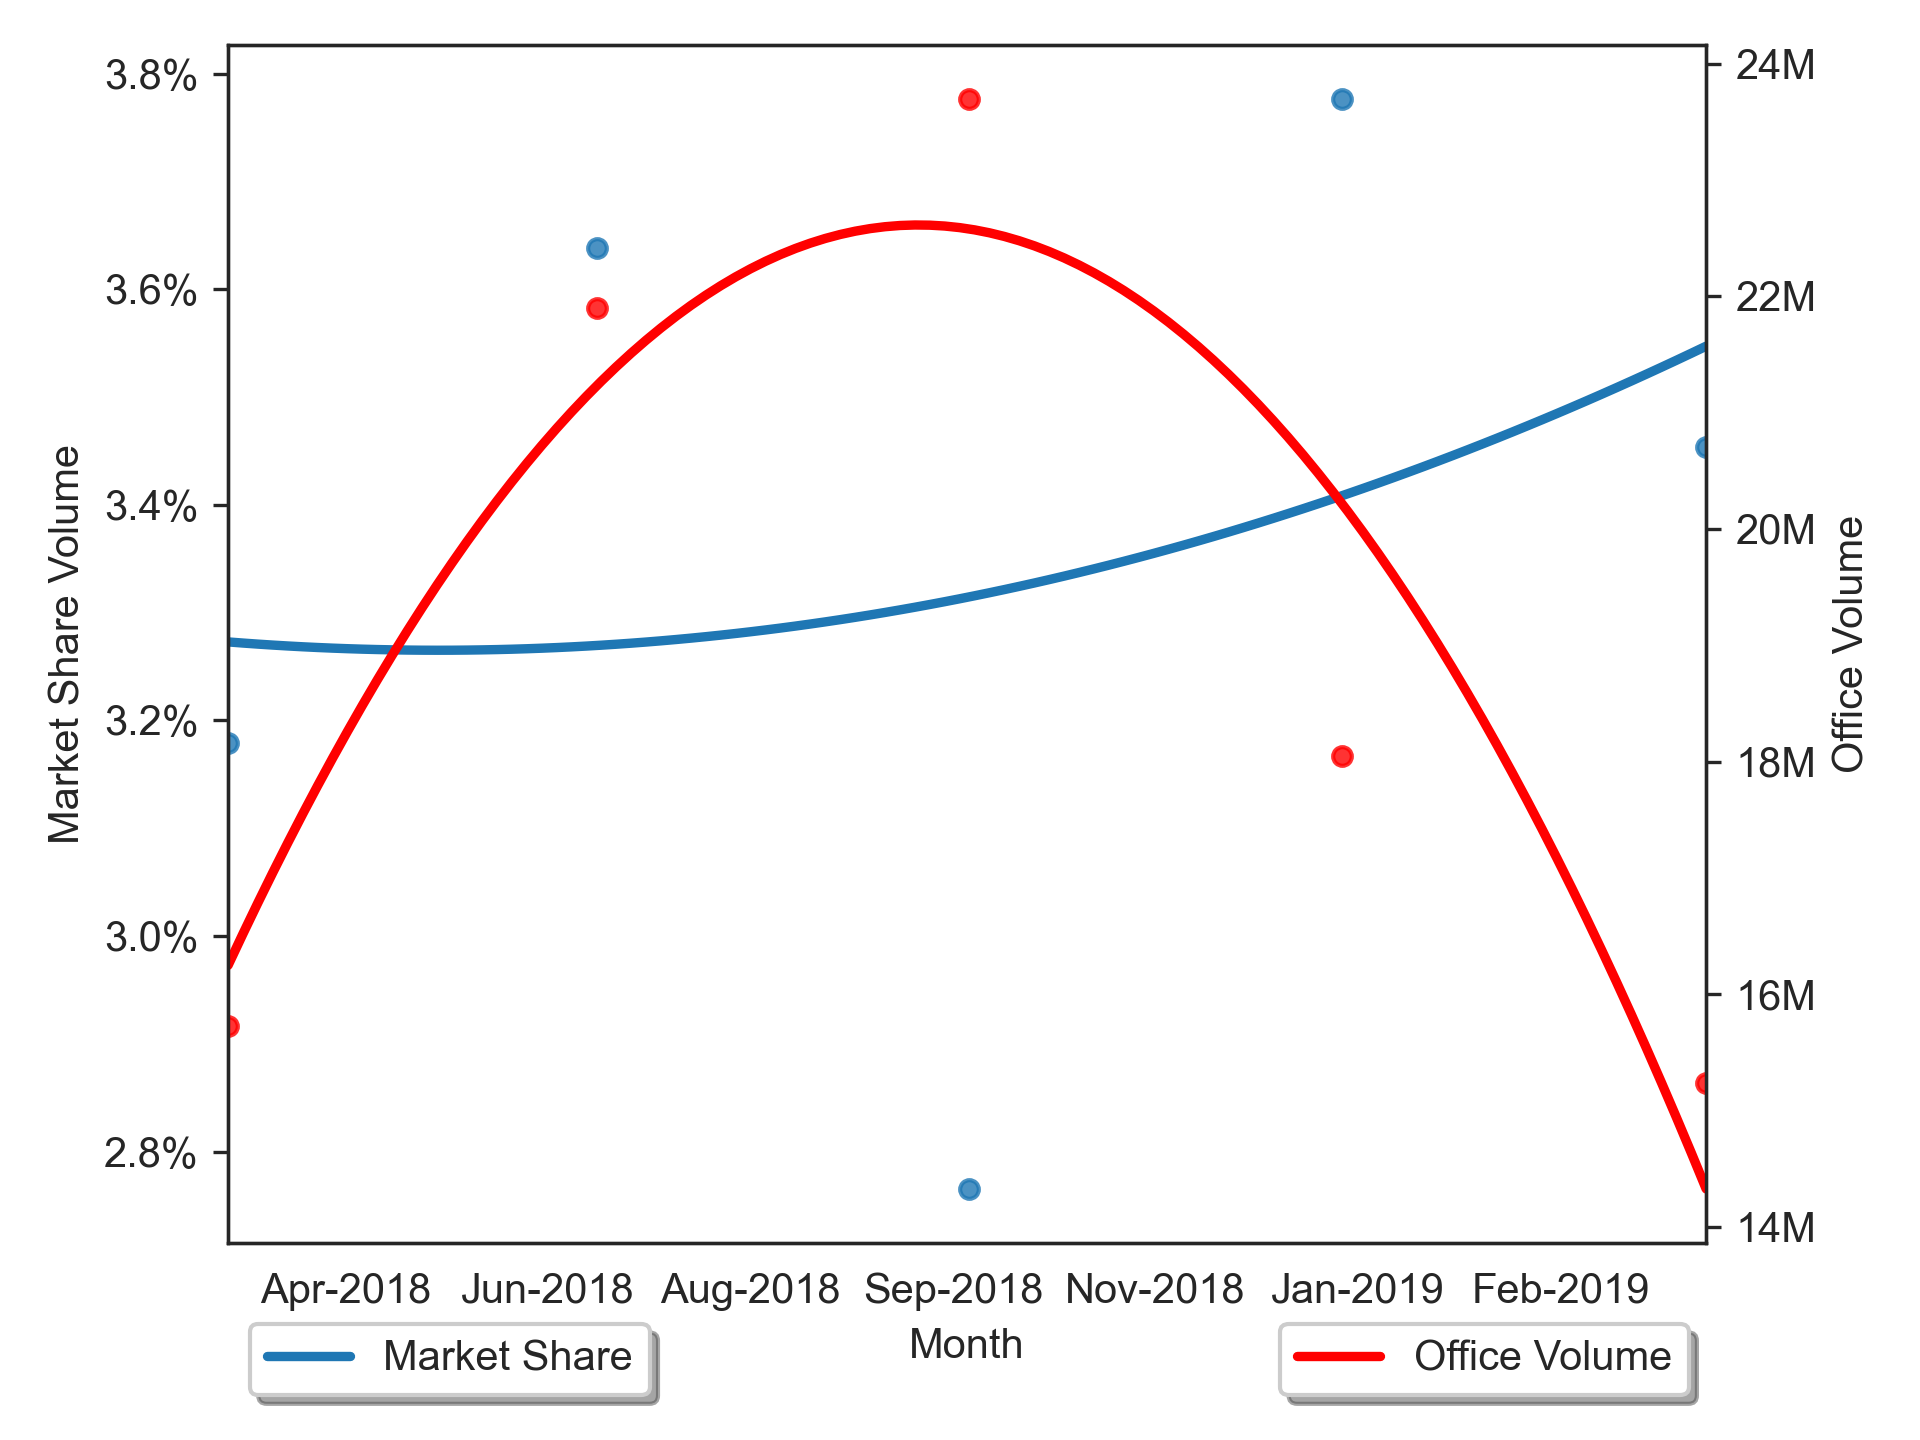 3.8%
3.6%
3.4%
3.2%
3.0%
2.8%
Market Share Volume
24M
22M
20M
18M
16M
14M
Office Volume
Apr-2018 Jun-2018 Aug-2018 Sep-2018 Nov-2018 Jan-2019 Feb-2019
Month
Market Share
Office Volume